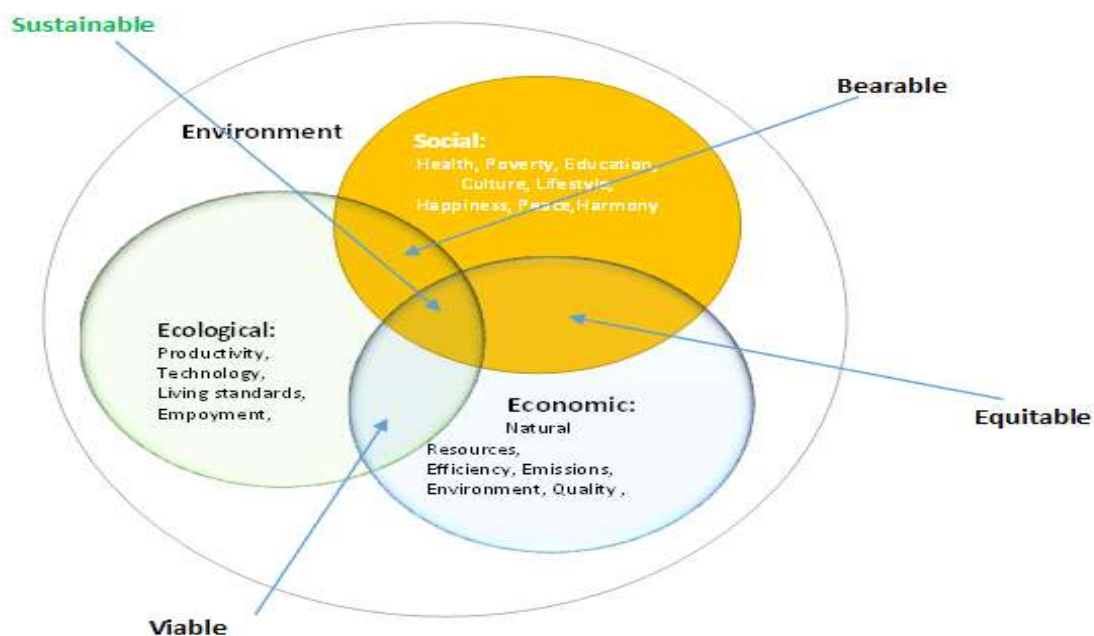 Sustainable
Bearable
Environment
Social:
Health, Poverty, Education,
Culture, Lifestyle,
Happiness, Peace,Harmony
Ecological:
Productivity,
Technology,
Living standards,
Empoyment,
Economic:
Natural
Resources,
Efficiency, Emissions,
Environment, Quality ,
Equitable
Viable